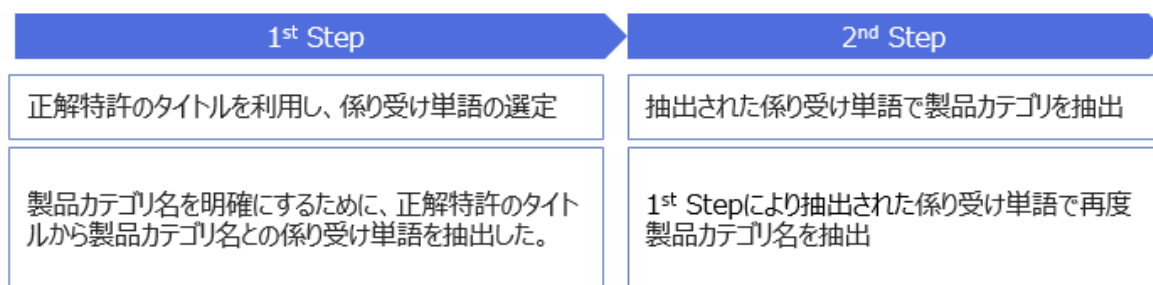 1st Step
2nd Step
正解特許のタイトルを利用し、係り受け単語の選定
抽出された係り受け単語で製品カテゴリを抽出
製品カテゴリ名を明確にするために、正解特許のタイト
ルから製品カテゴリ名との係り受け単語を抽出した。
1st Stepにより抽出された係り受け単語で再度
製品カテゴリ名を抽出